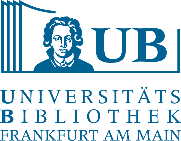 UB
UNIVERSITÄTS
BIBLIOTHEK
FRANKFURT AM MAIN